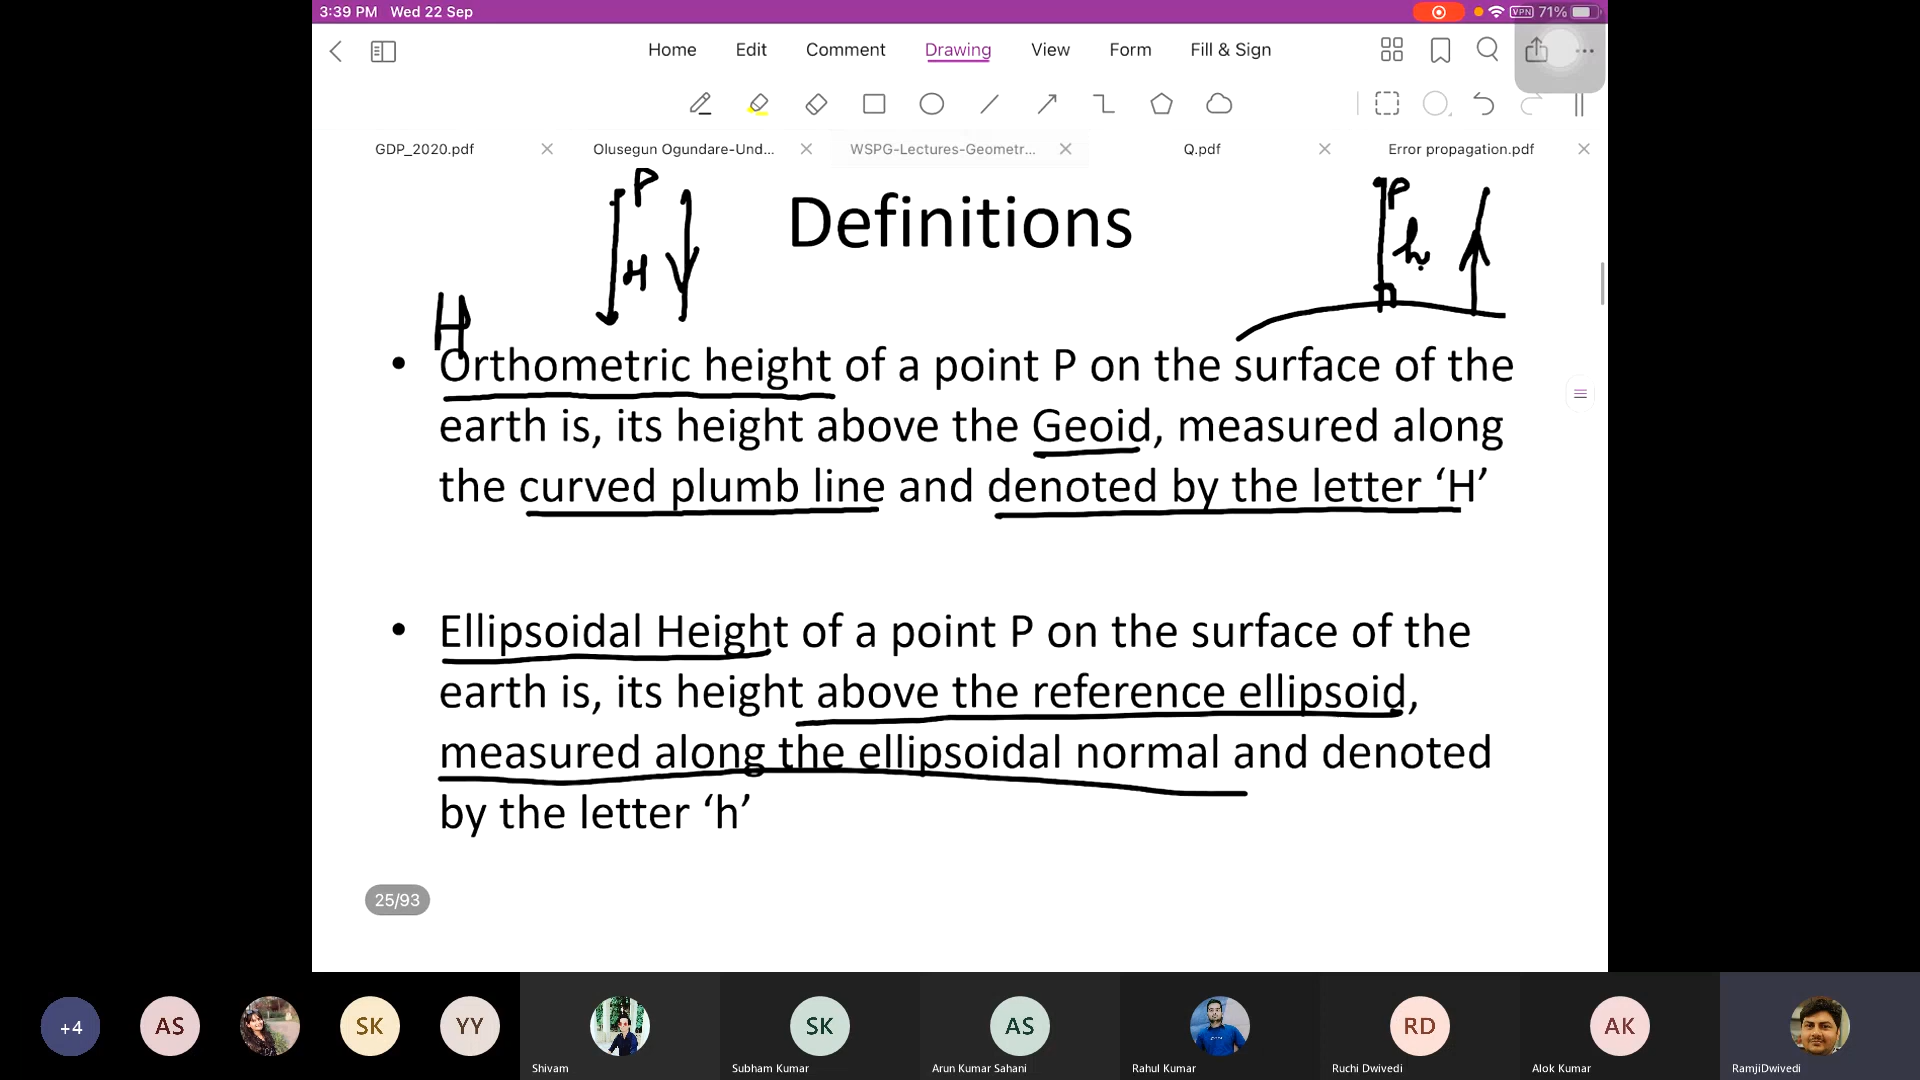 3:39 PM Wed 22 Sep
VPN 71%
Home Edit Comment Drawing View Form Fill & Sign
GDP_2020.pdf Olusegun Ogundare-Und... WSPG-Lectures-Geometr... Q.pdf Error propagation.pdf
P
H
Definitions
P
h
H
• Orthometric height of a point P on the surface of the
earth is, its height above the Geoid, measured along
the curved plumb line and denoted by the letter ‘H’
• Ellipsoidal Height of a point P on the surface of the
earth is, its height above the reference ellipsoid,
measured along the ellipsoidal normal and denoted
by the letter ‘h’
25/93
+4 AS SK YY SK AS RD AK
Shivam Subham Kumar Arun Kumar Sahani Rahul Kumar Ruchi Dwivedi Alok Kumar RamjiDwivedi